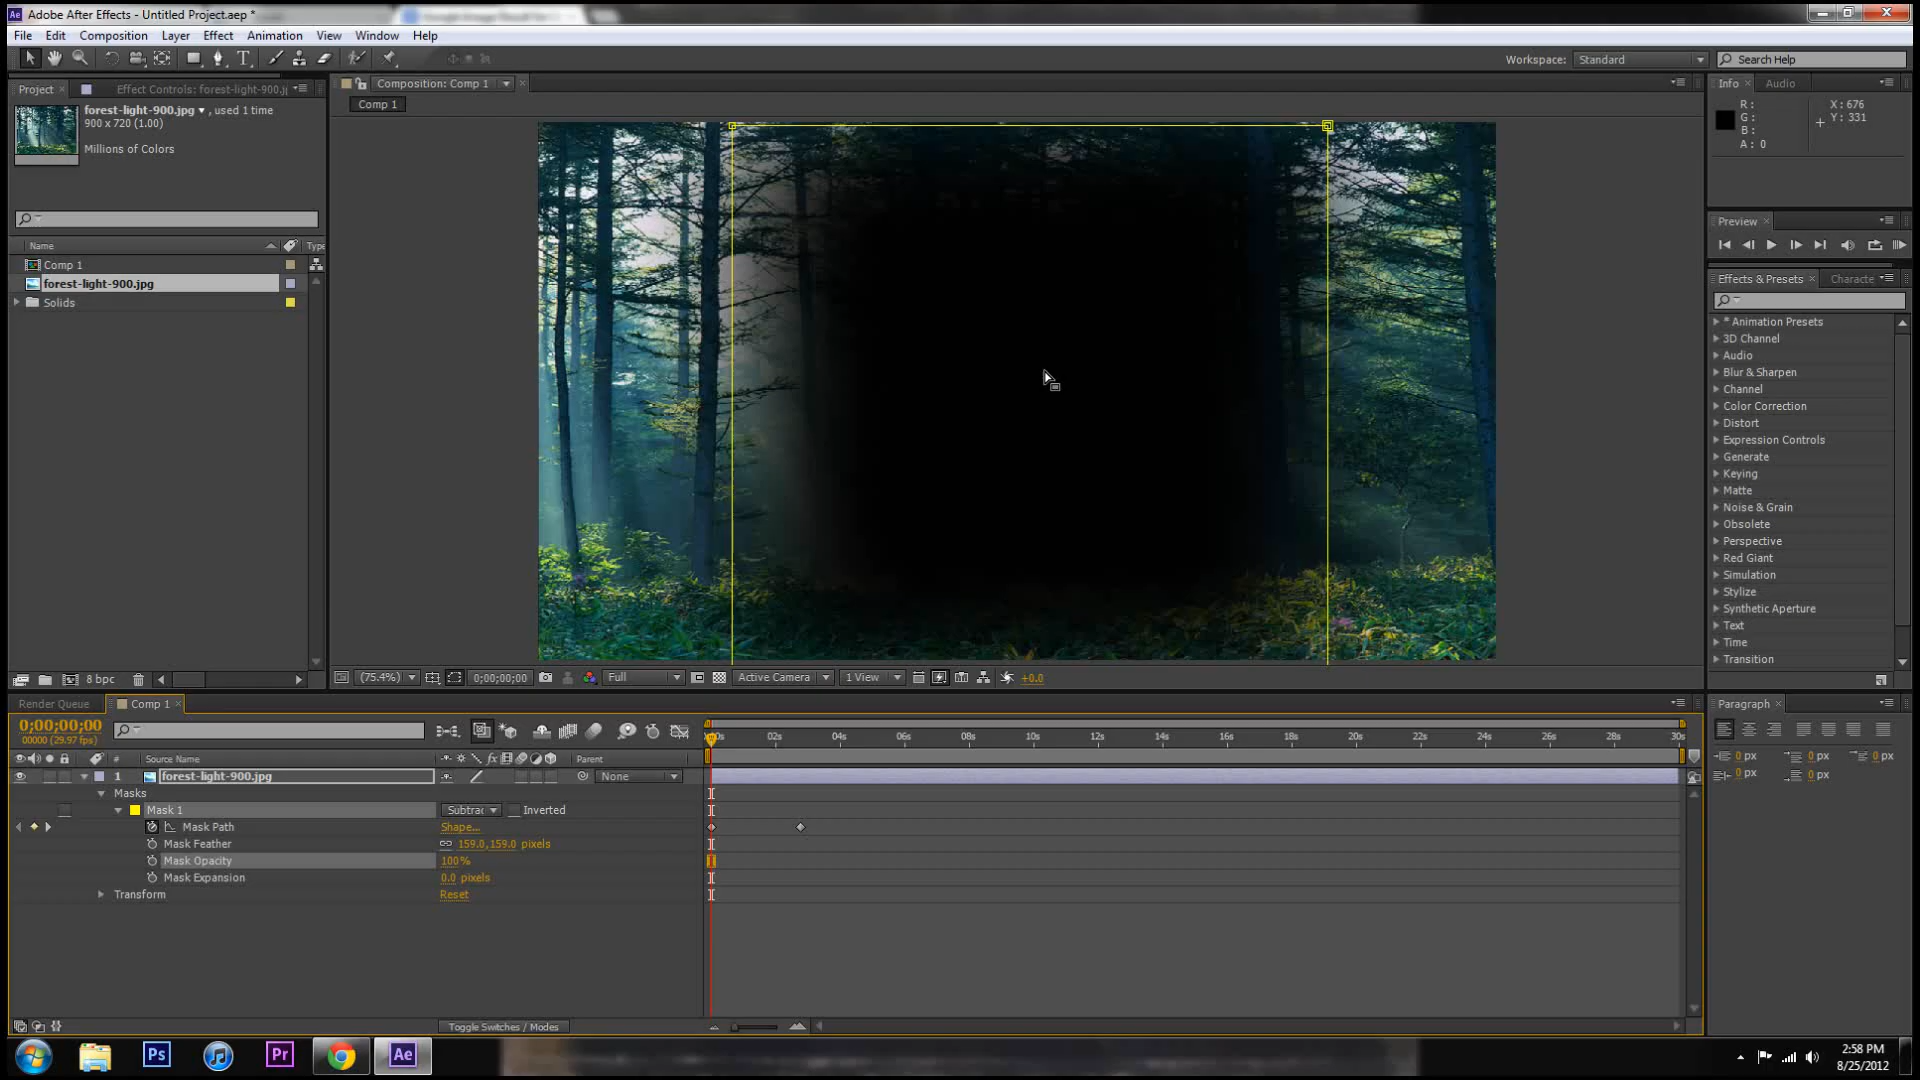 Adobe After Effects - Untitled Project.aep *
File Edit Composition Layer Effect Animation View Window Help
Workspace: Standard Search Help
Project Effect Controls: forest-light-900.j
forest-light-900.jpg , used 1 time
900 x 720 (1.00)
Millions of Colors
Name Type
Comp 1
forest-light-900.jpg
Solids
8 bpc
Composition: Comp 1
Comp 1
(75.4%) 0;00;00;00 Full Active Camera 1 View +0.0
Info Audio
R:
G:
B:
A: 0
X: 676
Y: 331
Preview
Effects & Presets Characte
* Animation Presets
3D Channel
Audio
Blur & Sharpen
Channel
Color Correction
Distort
Expression Controls
Generate
Keying
Matte
Noise & Grain
Obsolete
Perspective
Red Giant
Simulation
Stylize
Synthetic Aperture
Text
Time
Transition
Render Queue Comp 1
0;00;00;00
00000 (29.97 fps)
# Source Name fx Parent
1 forest-light-900.jpg None
Masks
Mask 1 Subtrac Inverted
Mask Path Shape...
Mask Feather 159.0,159.0 pixels
Mask Opacity 100%
Mask Expansion 0.0 pixels
Transform Reset
02s 04s 06s 08s 10s 12s 14s 16s 18s 20s 22s 24s 26s 28s 30s
Toggle Switches / Modes
Paragraph
0 px 0 px 0 px
0 px 0 px
Ps Pr Ae
2:58 PM
8/25/2012